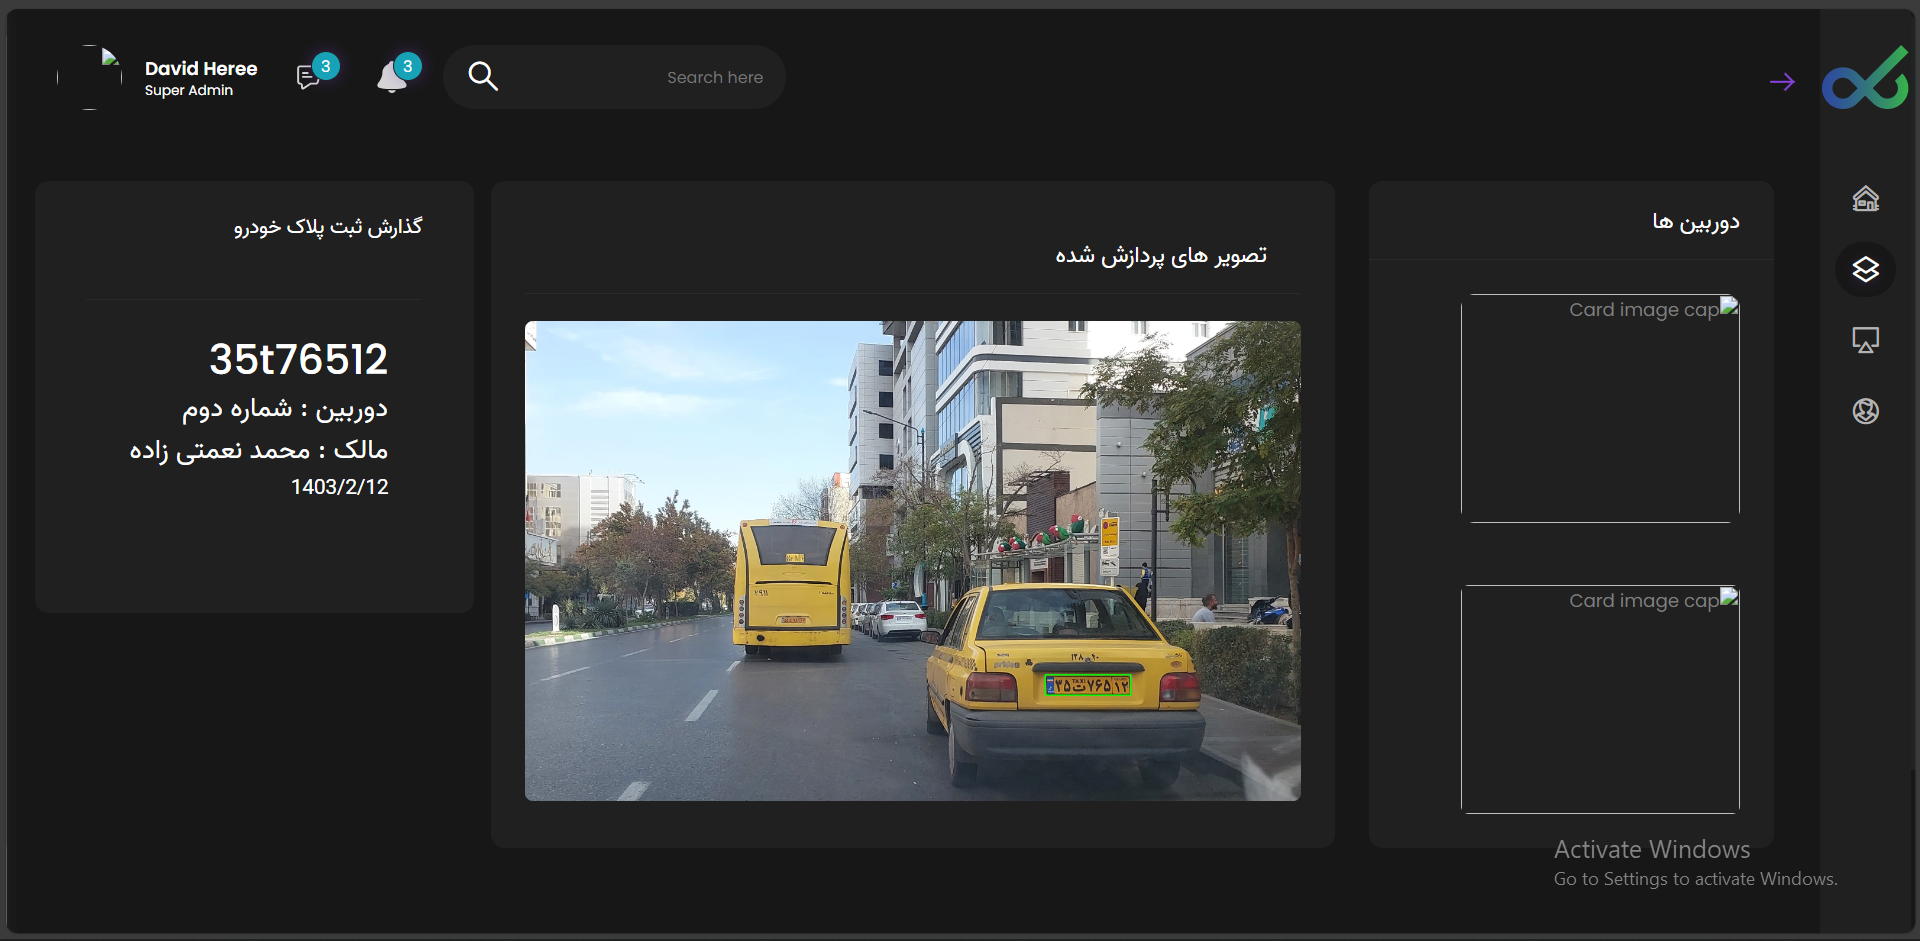 David Heree
Super Admin
3
3
Search here
گذارش ثبت پلاک خودرو
35t76512
دوربین : شماره دوم
مالک : محمد نعمتی زاده
1403/2/12
تصویر های پردازش شده
TAXI
۳۵ت۷۶۵۱۲
دوربین ها
Card image cap
Card image cap
Activate Windows
Go to Settings to activate Windows.